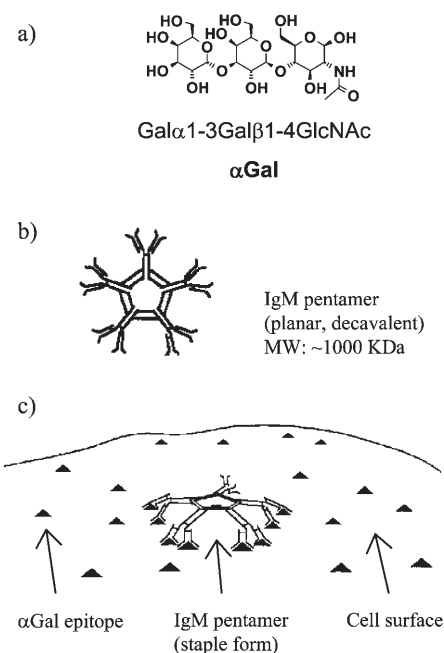 a)
HO OH
HO OH
HO OH
O O OH
HO O O NH
OH OH OH
O
Galα1-3Galβ1-4GlcNAc
αGal
b)
IgM pentamer
(planar, decavalent)
MW: ~1000 KDa
c)
αGal epitope IgM pentamer Cell surface
(staple form)